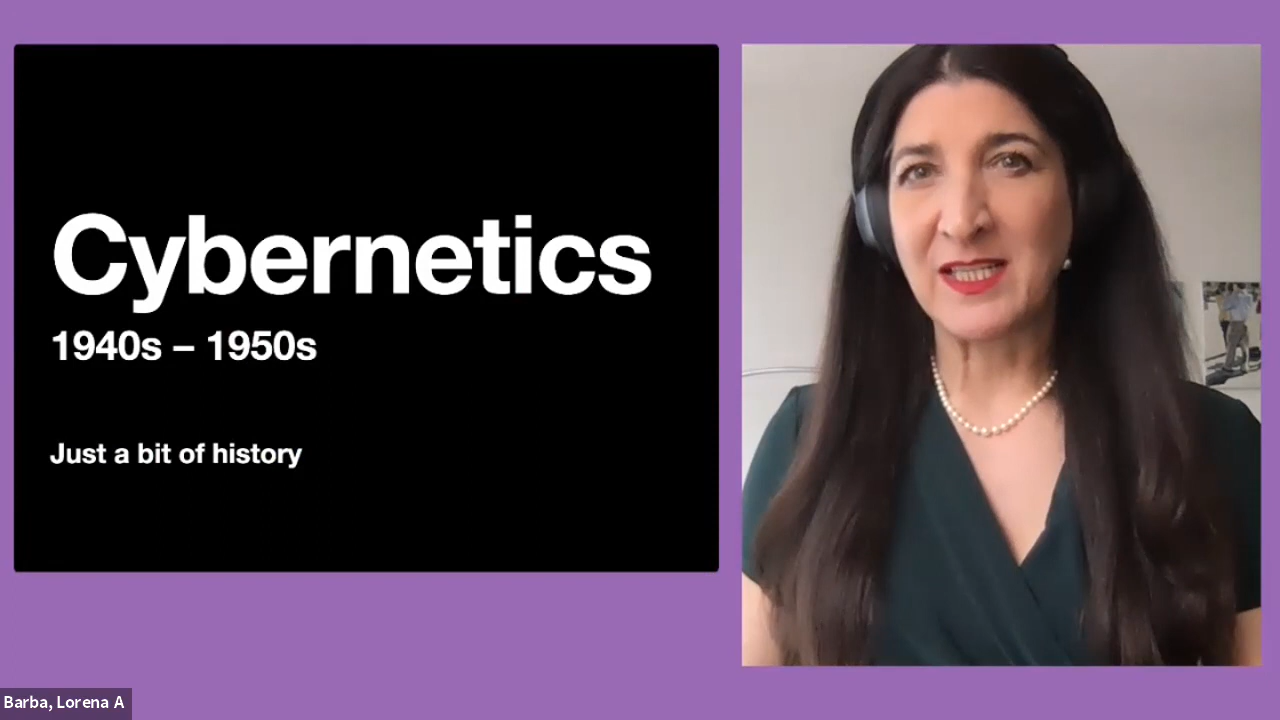 Cybernetics
1940s – 1950s
Just a bit of history
Barba, Lorena A